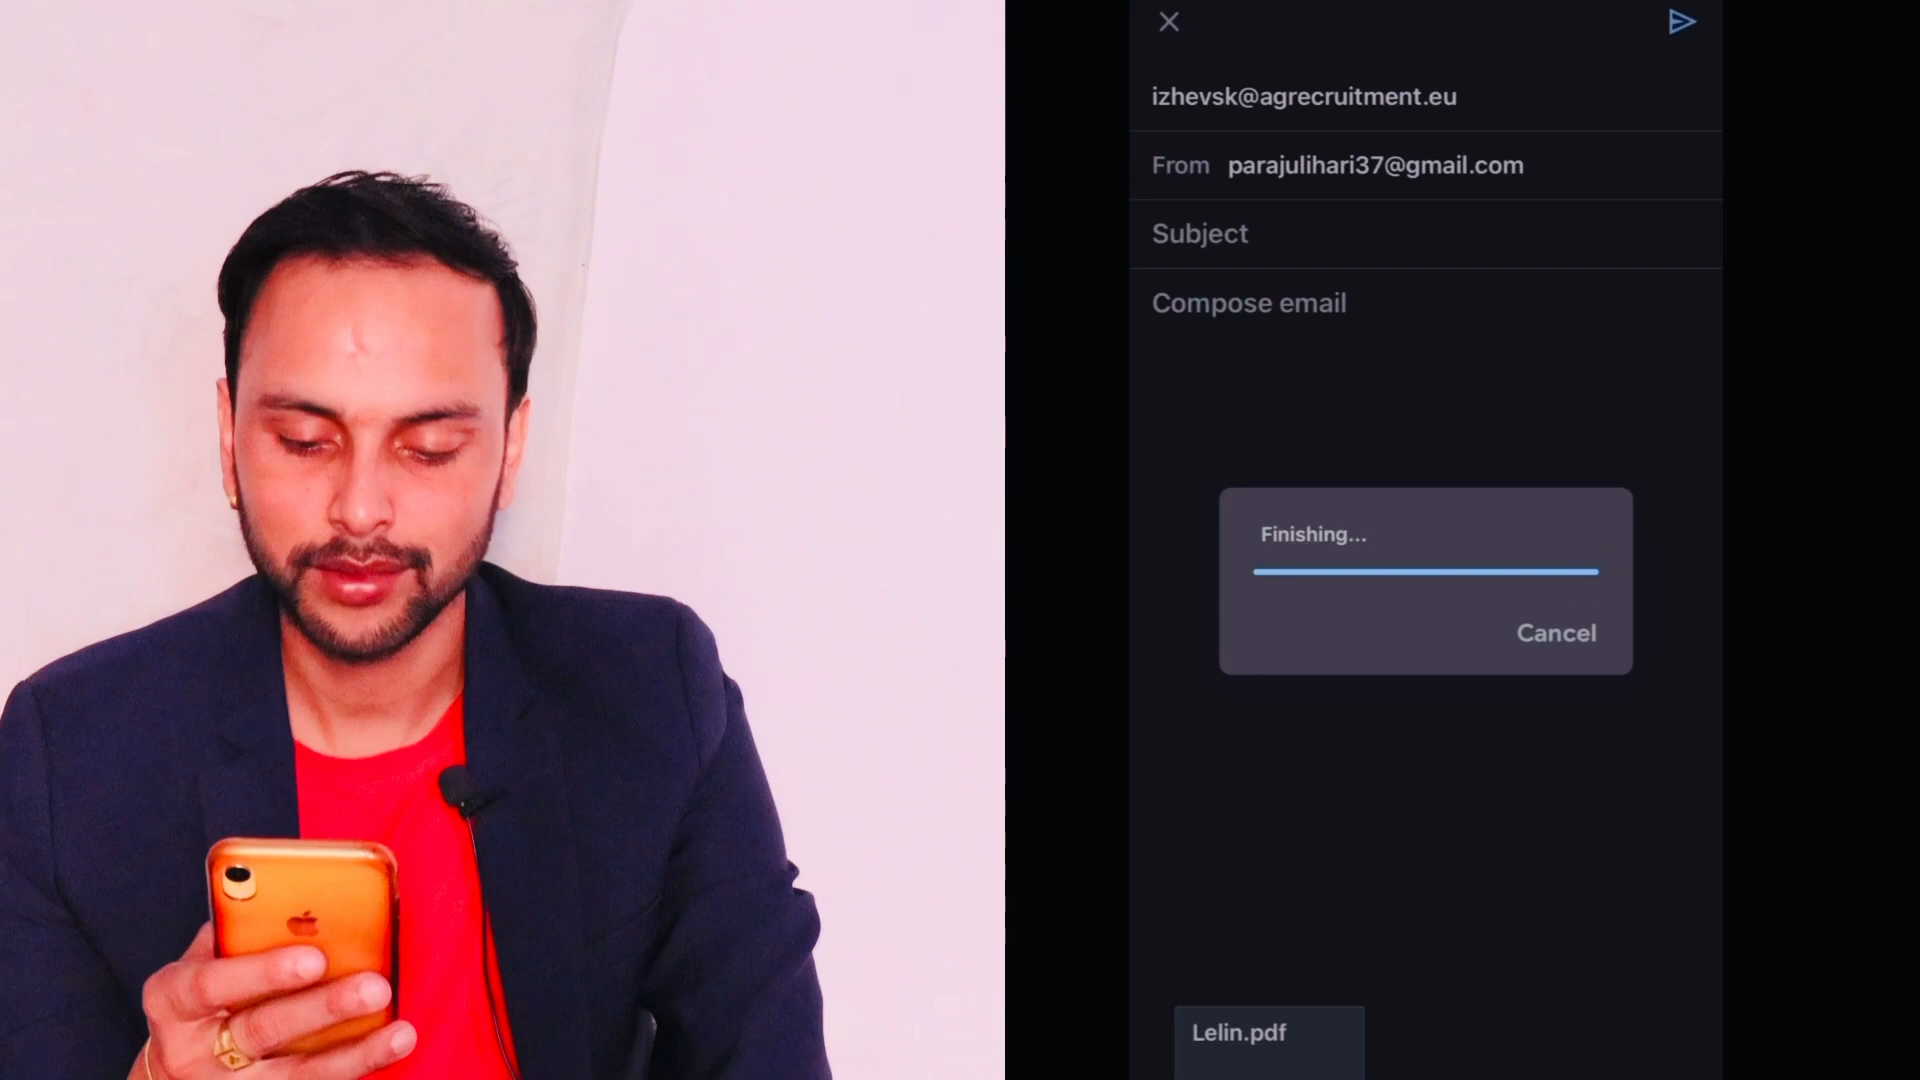 izhevsk@agrecruitment.eu
From parajulihari37@gmail.com
Subject
Compose email
Finishing...
Cancel
Lelin.pdf